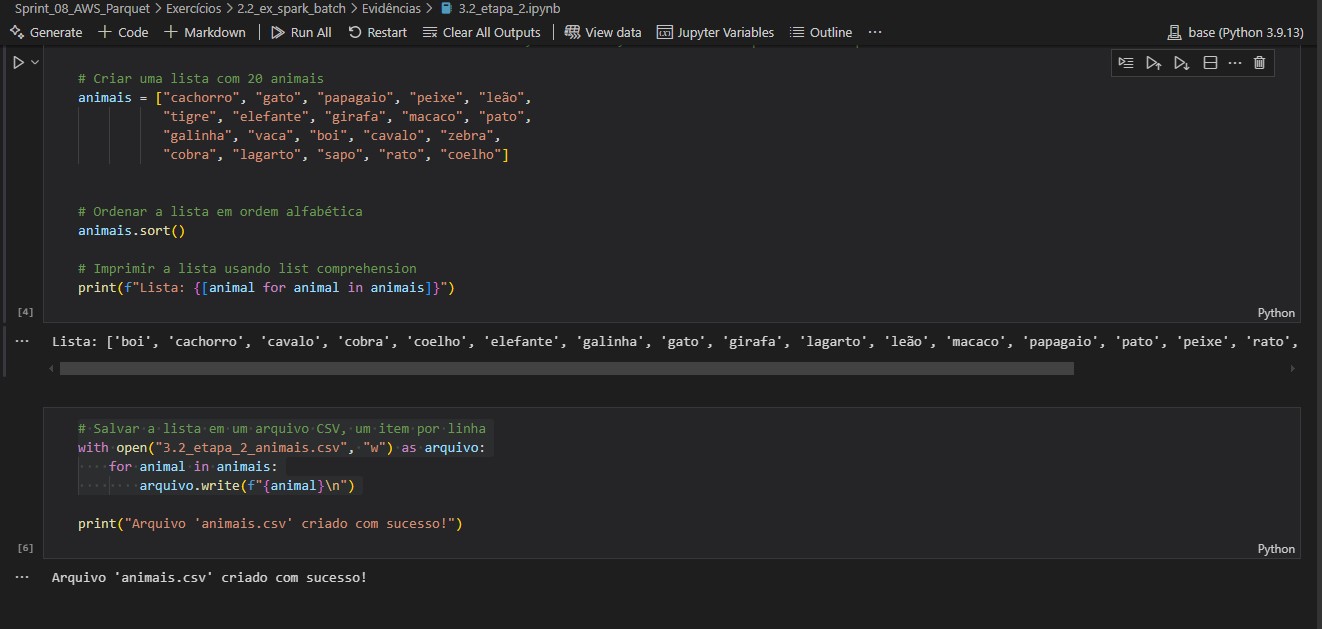 Sprint_08_AWS_Parquet > Exercícios > 2.2_ex_spark_batch > Evidências > 3.2_etapa_2.ipynb
Generate + Code + Markdown | Run All Restart Clear All Outputs | View data Jupyter Variables Outline ... base (Python 3.9.13)
# Criar uma lista com 20 animais
animais = ["cachorro", "gato", "papagaio", "peixe", "leão",
"tigre", "elefante", "girafa", "macaco", "pato",
"galinha", "vaca", "boi", "cavalo", "zebra",
"cobra", "lagarto", "sapo", "rato", "coelho"]
# Ordenar a lista em ordem alfabética
animais.sort()
# Imprimir a lista usando list comprehension
print(f"Lista: {[animal for animal in animais]}")
[4] Python
... Lista: ['boi', 'cachorro', 'cavalo', 'cobra', 'coelho', 'elefante', 'galinha', 'gato', 'girafa', 'lagarto', 'leão', 'macaco', 'papagaio', 'pato', 'peixe', 'rato',
# Salvar a lista em um arquivo CSV, um item por linha
with open("3.2_etapa_2_animais.csv", "w") as arquivo:
for animal in animais:
arquivo.write(f"{animal}\n")
print("Arquivo 'animais.csv' criado com sucesso!")
[6] Python
... Arquivo 'animais.csv' criado com sucesso!